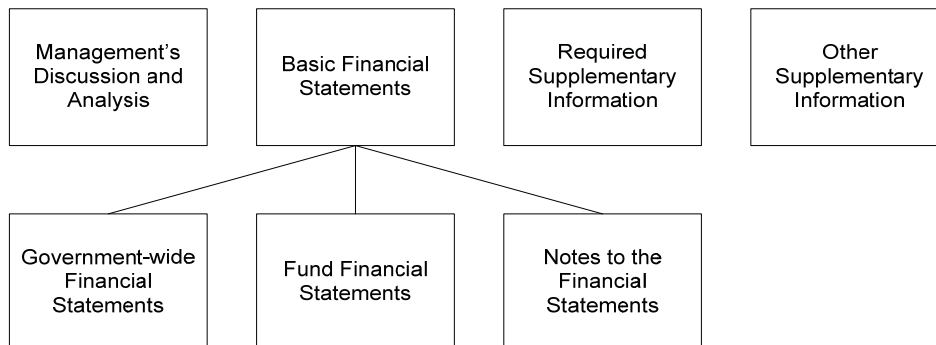 Management's
Discussion and
Analysis
Basic Financial
Statements
Required
Supplementary
Information
Other
Supplementary
Information
Government-wide
Financial
Statements
Fund Financial
Statements
Notes to the
Financial
Statements